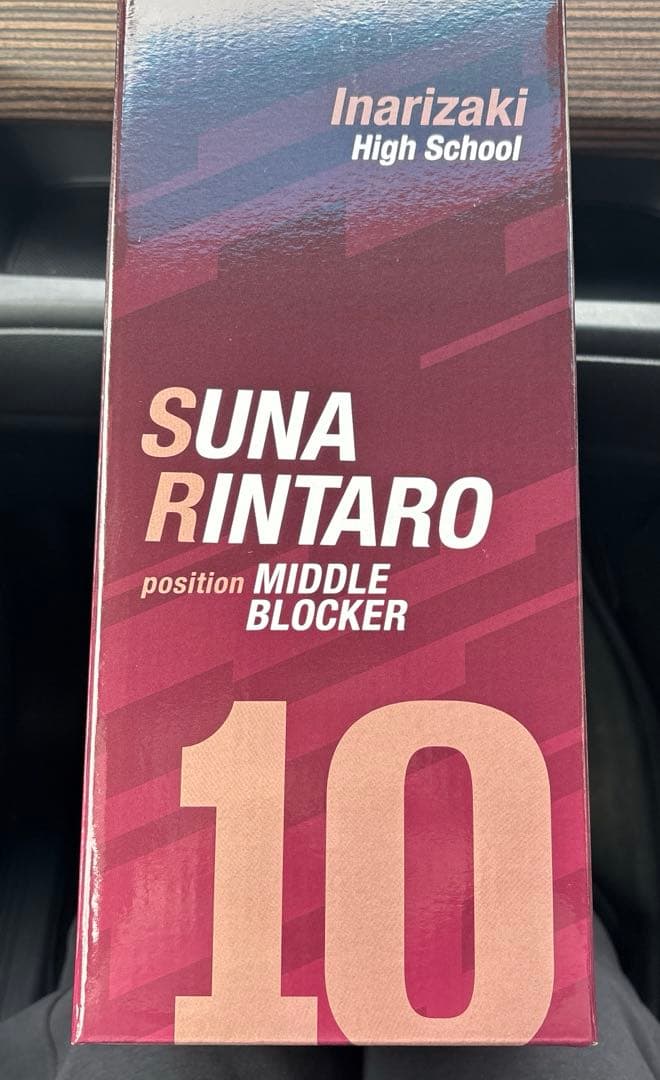 Inarizaki
High School
SUNA
RINTARO
position MIDDLE
BLOCKER
10